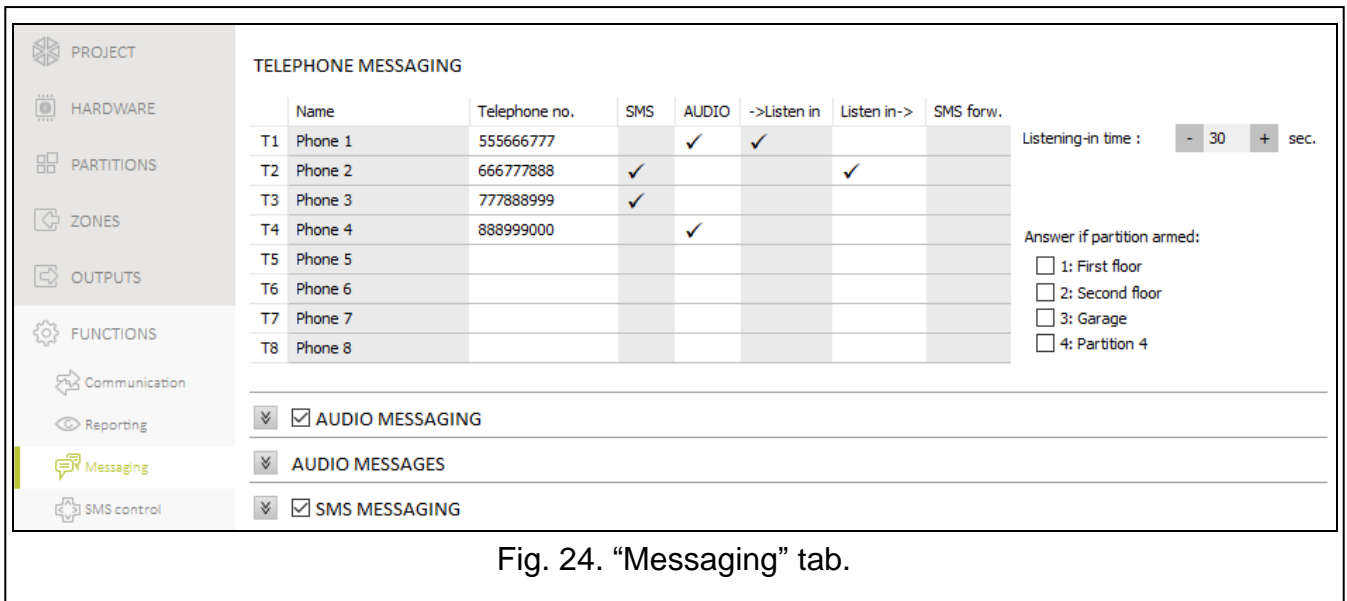 PROJECT
HARDWARE
PARTITIONS
ZONES
OUTPUTS
FUNCTIONS
Communication
Reporting
Messaging
SMS control
TELEPHONE MESSAGING
Name Telephone no. SMS AUDIO ->Listen in Listen in-> SMS forw.
T1 Phone 1 555666777 ✓ ✓
T2 Phone 2 666777888 ✓ ✓
T3 Phone 3 777888999 ✓
T4 Phone 4 888999000 ✓
T5 Phone 5
T6 Phone 6
T7 Phone 7
T8 Phone 8
Listening-in time : - 30 + sec.
Answer if partition armed:
1: First floor
2: Second floor
3: Garage
4: Partition 4
AUDIO MESSAGING
AUDIO MESSAGES
SMS MESSAGING
Fig. 24. “Messaging” tab.